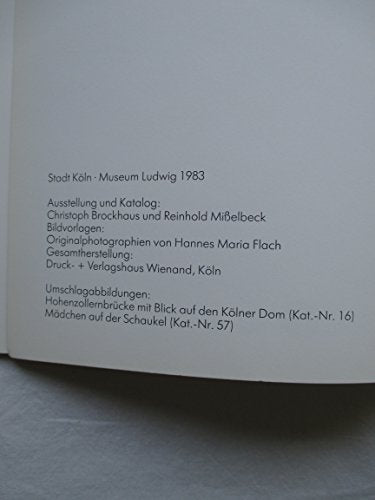 Stadt Köln · Museum Ludwig 1983
Ausstellung und Katalog:
Christoph Brockhaus und Reinhold Mißelbeck
Bildvorlagen:
Originalphotographien von Hannes Maria Flach
Gesamtherstellung:
Druck- + Verlagshaus Wienand, Köln
Umschlagabbildungen:
Hohenzollernbrücke mit Blick auf den Kölner Dom (Kat.-Nr. 16)
Mädchen auf der Schaukel (Kat.-Nr. 57)